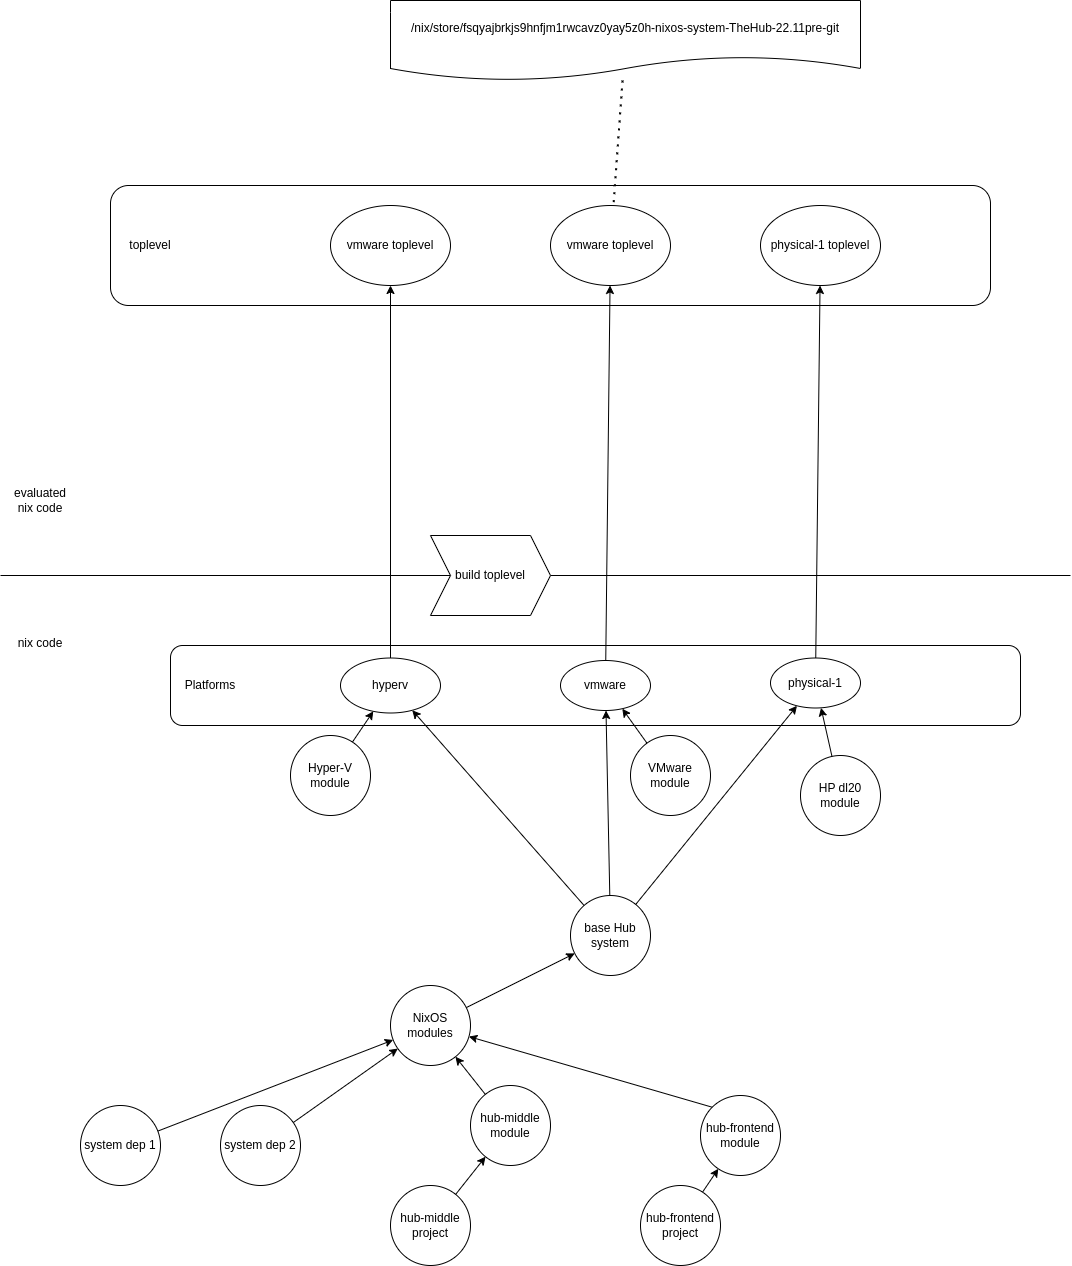 /nix/store/fsqyajbrkjs9hnfjm1rwcavz0yay5z0h-nixos-system-TheHub-22.11pre-git
toplevel
vmware toplevel
vmware toplevel
physical-1 toplevel
evaluated
nix code
build toplevel
nix code
Platforms
hyperv
vmware
physical-1
Hyper-V
module
VMware
module
HP dl20
module
base Hub
system
NixOS
modules
system dep 1
system dep 2
hub-middle
module
hub-frontend
module
hub-middle
project
hub-frontend
project